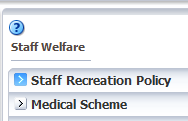 Staff Welfare
Staff Recreation Policy
Medical Scheme